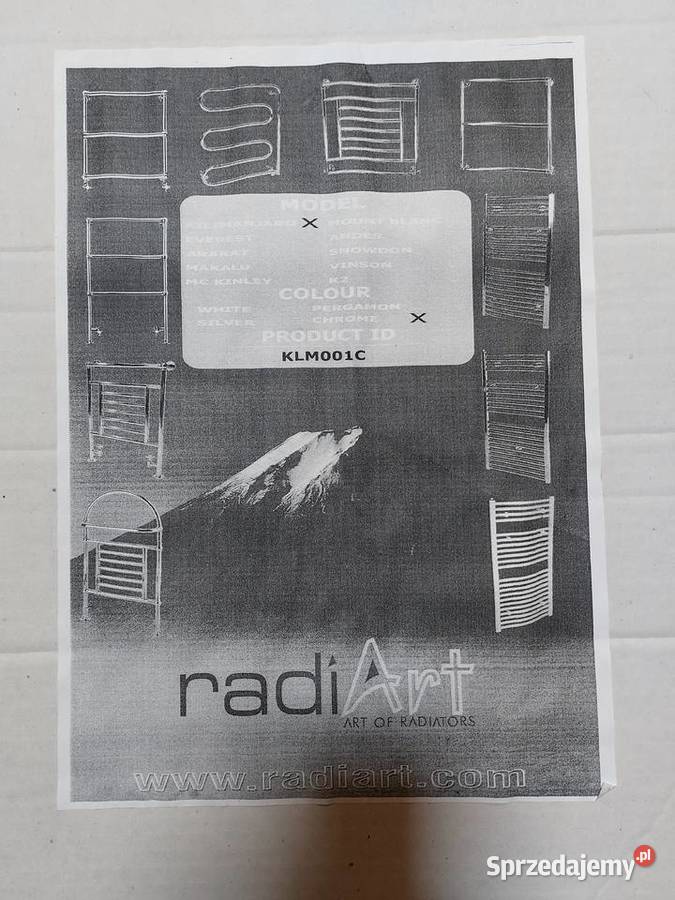 MODEL
KILIMANJARO X MOUNT BLANC
EVEREST ANDES
ARARAT SNOWDON
MAKALU VINSON
MC KINLEY K2
COLOUR
WHITE PERGAMON
SILVER CHROME X
PRODUCT ID
KLM001C
radiArt
ART OF RADIATORS
www.radiart.com
Sprzedajemy.pl